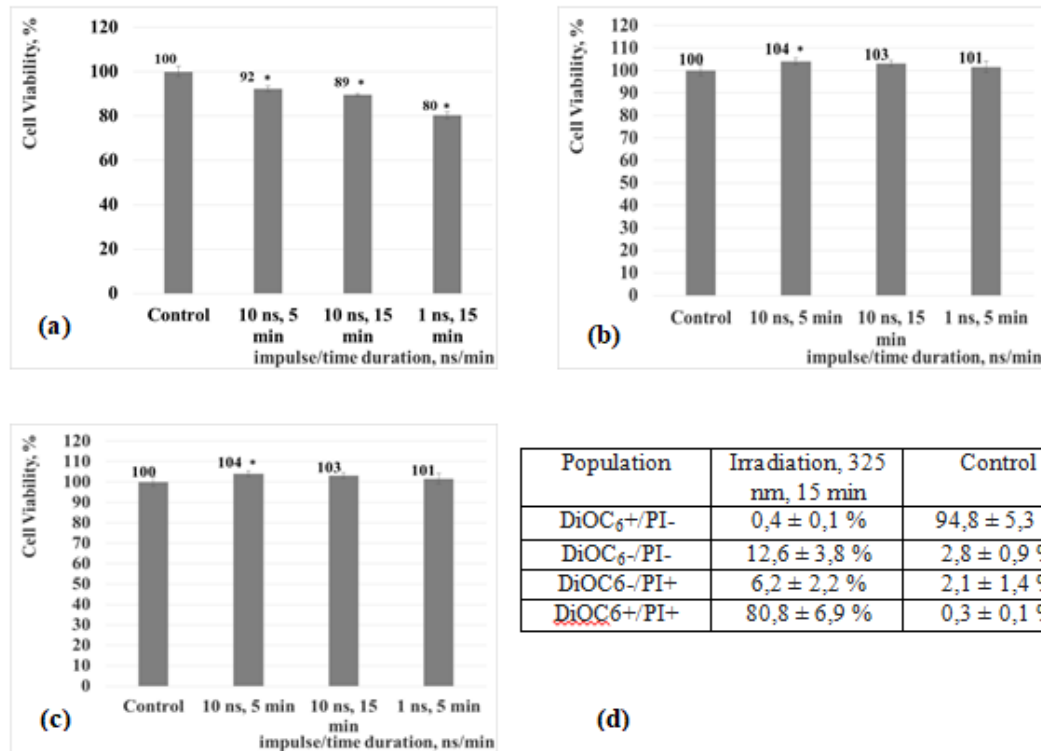 Cell Viability, %
120
100
80
60
40
20
0
100
92 *
89 *
80 *
Control
10 ns, 5
min
10 ns, 15
min
1 ns, 15
min
impulse/time duration, ns/min
(a)
Cell Viability, %
120
110
100
90
80
70
60
50
40
30
20
10
0
100
104 *
103
101
Control
10 ns, 5 min
10 ns, 15
min
1 ns, 5 min
impulse/time duration, ns/min
(b)
Cell Viability, %
120
110
100
90
80
70
60
50
40
30
20
10
0
100
104 *
103
101
Control
10 ns, 5 min
10 ns, 15
min
1 ns, 5 min
impulse/time duration, ns/min
(c)
Population Irradiation, 325 Control
nm, 15 min
DiOC₆+/PI- 0,4 ± 0,1 % 94,8 ± 5,3
DiOC₆-/PI- 12,6 ± 3,8 % 2,8 ± 0,9 %
DiOC6-/PI+ 6,2 ± 2,2 % 2,1 ± 1,4 %
DiOC6+/PI+ 80,8 ± 6,9 % 0,3 ± 0,1 %
(d)